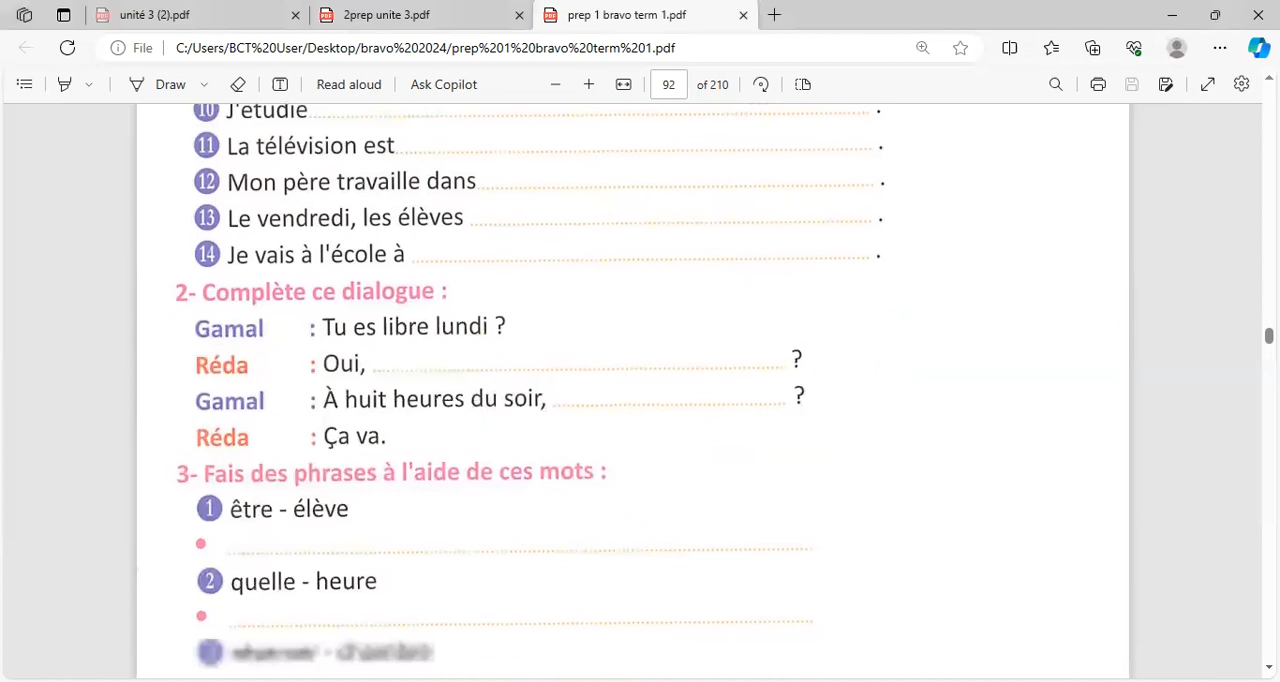 unité 3 (2).pdf
2prep unite 3.pdf
prep 1 bravo term 1.pdf
File C:/Users/BCT%20User/Desktop/bravo%202024/prep%201%20bravo%20term%201.pdf
Draw Read aloud Ask Copilot 92 of 210
10 J'étudie .
11 La télévision est .
12 Mon père travaille dans .
13 Le vendredi, les élèves .
14 Je vais à l'école à .
2- Complète ce dialogue :
Gamal : Tu es libre lundi ?
Réda : Oui, ?
Gamal : À huit heures du soir, ?
Réda : Ça va.
3- Fais des phrases à l'aide de ces mots :
1 être - élève
2 quelle - heure